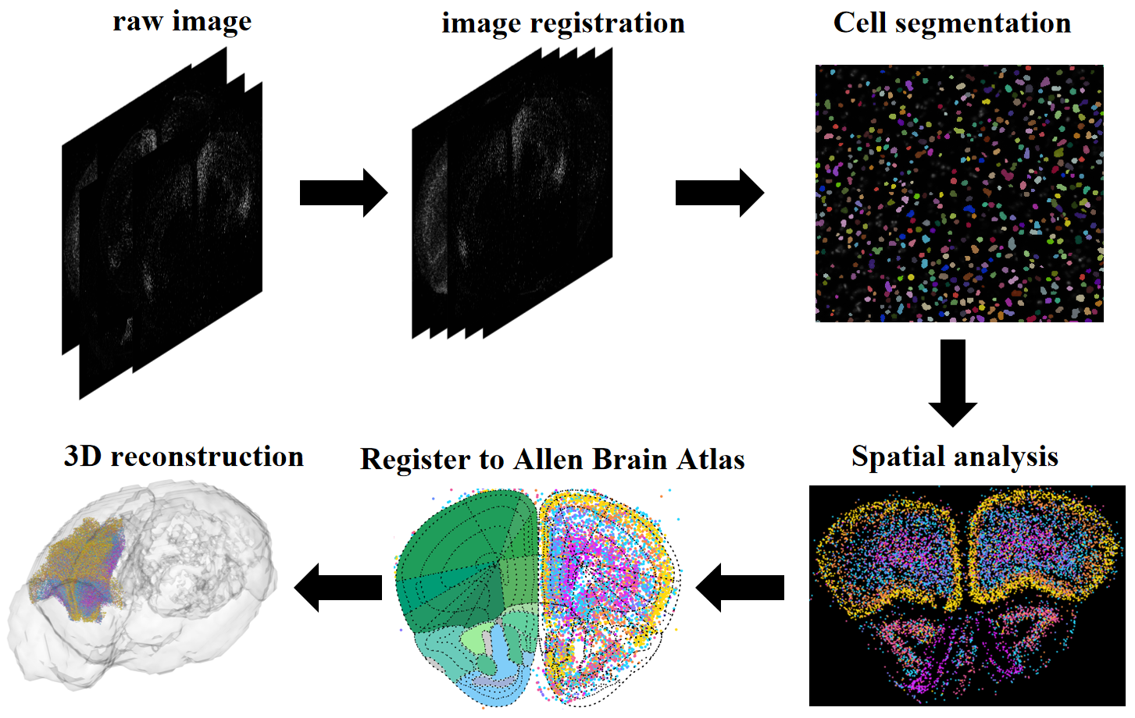 raw image
image registration
Cell segmentation
3D reconstruction
Register to Allen Brain Atlas
Spatial analysis